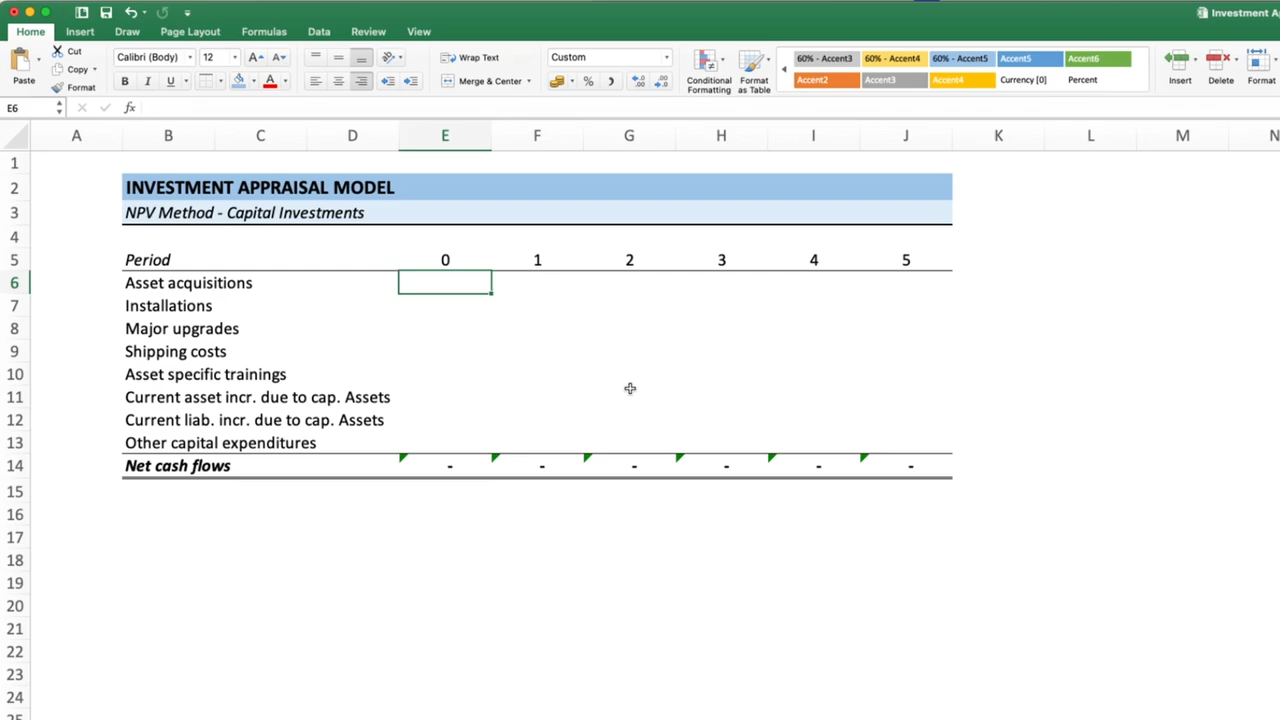 Investment Ap
Home Insert Draw Page Layout Formulas Data Review View
Paste Cut Copy Format Calibri (Body) 12 A A Wrap Text Custom Conditional Formatting Format as Table 60% - Accent3 60% - Accent4 60% - Accent5 Accent5 Accent6 Insert Delete Format
B I U A Merge & Center % Accent2 Accent3 Accent4 Currency [0] Percent
E6 fx
A B C D E F G H I J K L M N
1
2 INVESTMENT APPRAISAL MODEL
3 NPV Method - Capital Investments
4
5 Period 0 1 2 3 4 5
6 Asset acquisitions
7 Installations
8 Major upgrades
9 Shipping costs
10 Asset specific trainings
11 Current asset incr. due to cap. Assets
12 Current liab. incr. due to cap. Assets
13 Other capital expenditures
14 Net cash flows - - - - - -
15
16
17
18
19
20
21
22
23
24
25